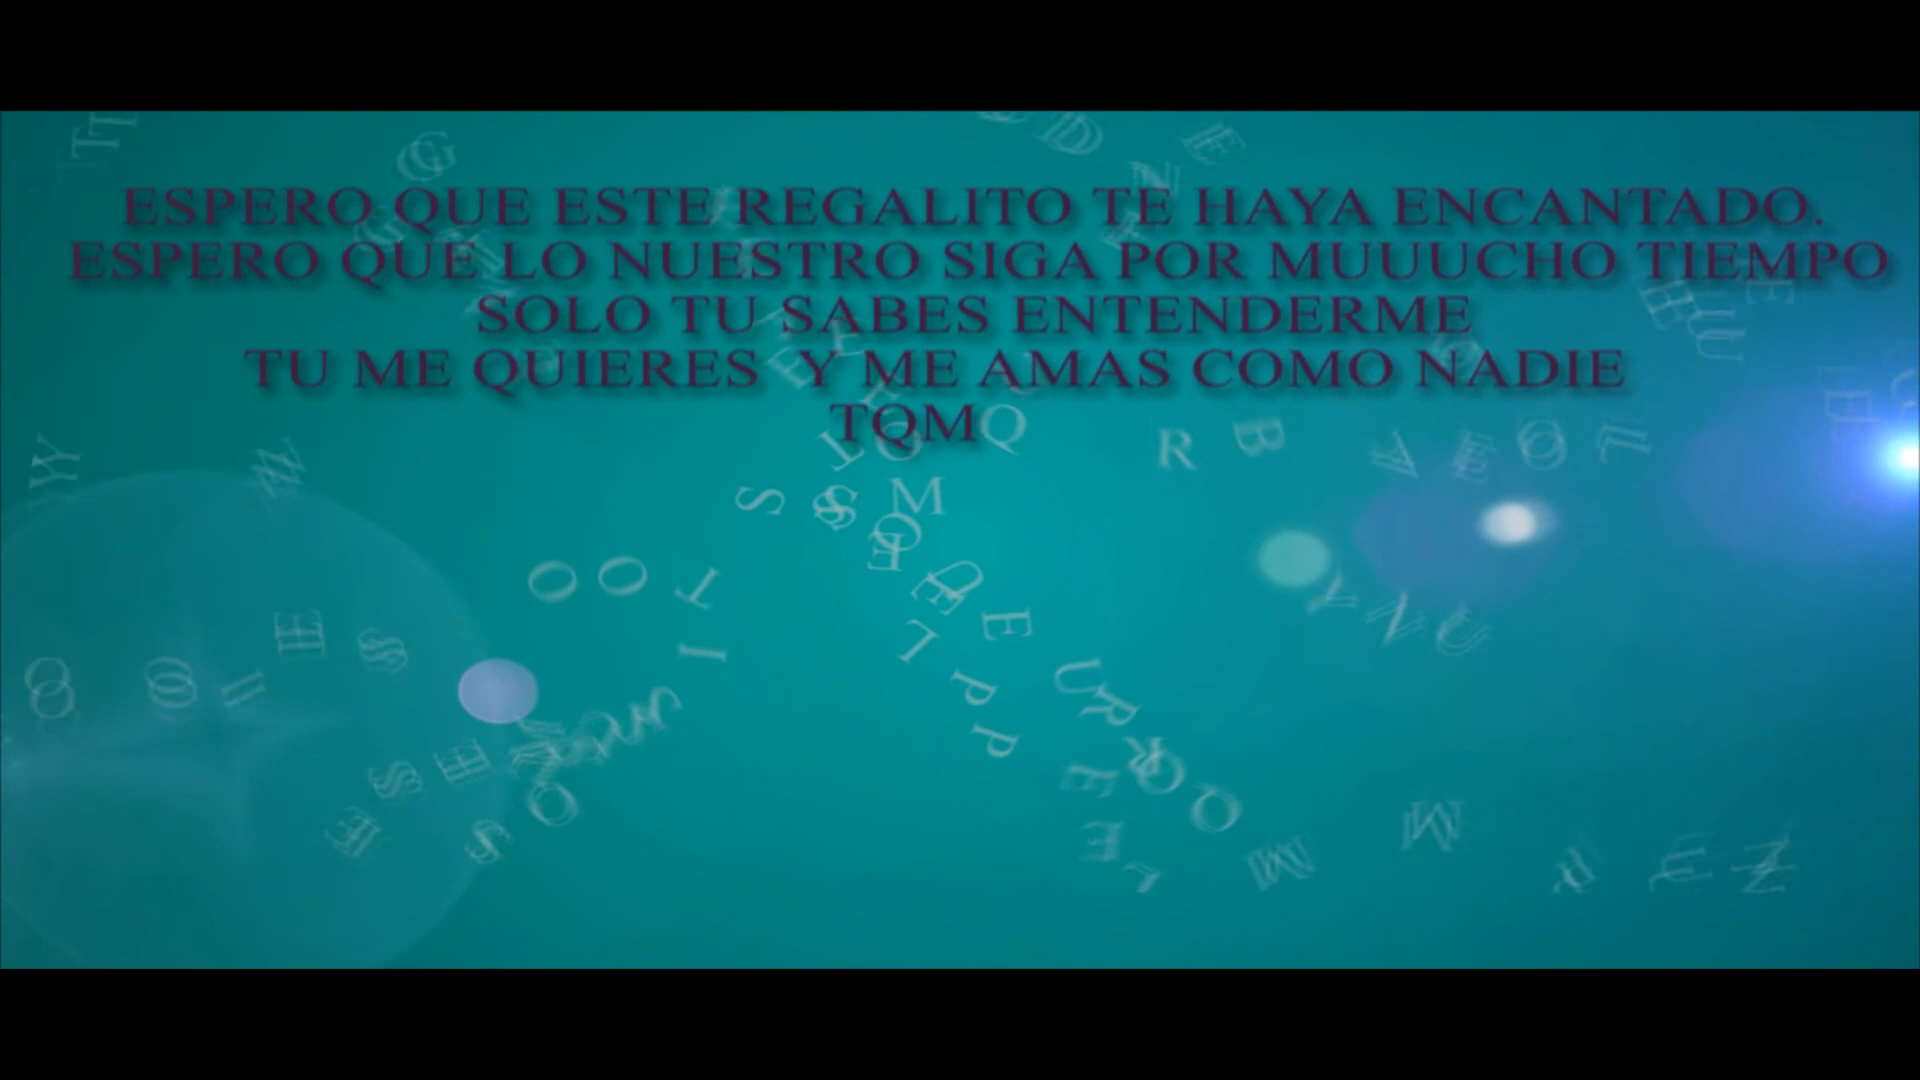 ESPERO QUE ESTE REGALITO TE HAYA ENCANTADO.
ESPERO QUE LO NUESTRO SIGA POR MUUUCHO TIEMPO
SOLO TU SABES ENTENDERME
TU ME QUIERES Y ME AMAS COMO NADIE
TQM